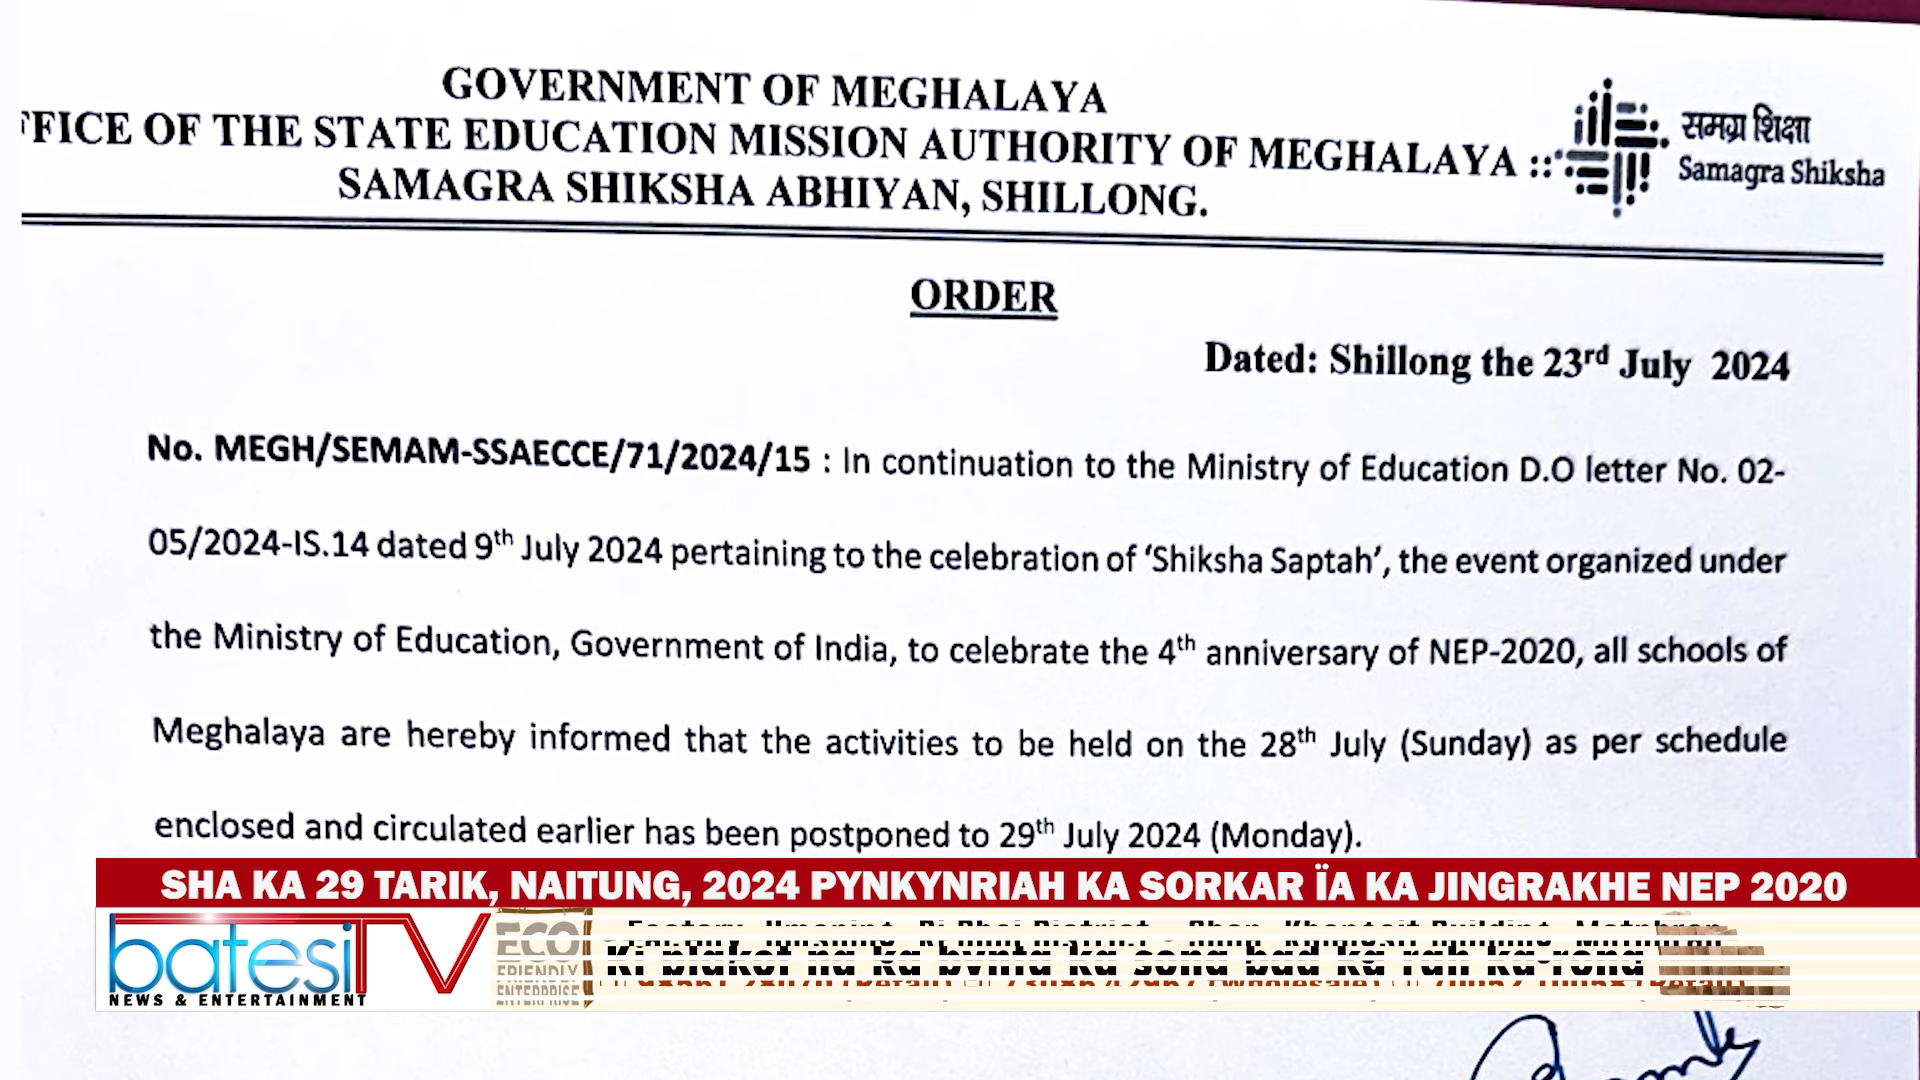 GOVERNMENT OF MEGHALAYA
FFICE OF THE STATE EDUCATION MISSION AUTHORITY OF MEGHALAYA ::
SAMAGRA SHIKSHA ABHIYAN, SHILLONG.
समग्र शिक्षा
Samagra Shiksha
ORDER
Dated: Shillong the 23rd July 2024
No. MEGH/SEMAM-SSAECCE/71/2024/15 : In continuation to the Ministry of Education D.O letter No. 02-
05/2024-IS.14 dated 9th July 2024 pertaining to the celebration of ‘Shiksha Saptah’, the event organized under
the Ministry of Education, Government of India, to celebrate the 4th anniversary of NEP-2020, all schools of
Meghalaya are hereby informed that the activities to be held on the 28th July (Sunday) as per schedule
enclosed and circulated earlier has been postponed to 29th July 2024 (Monday).
SHA KA 29 TARIK, NAITUNG, 2024 PYNKYNRIAH KA SORKAR ÏA KA JINGRAKHE NEP 2020
batesi TV
NEWS & ENTERTAINMENT
ECO
FRIENDLY
ENTERPRISE